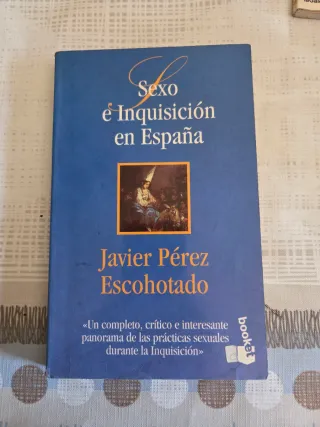 Sexo
e Inquisición
en España
Javier Pérez
Escohotado
«Un completo, crítico e interesante
panorama de las prácticas sexuales
durante la Inquisición»
booket